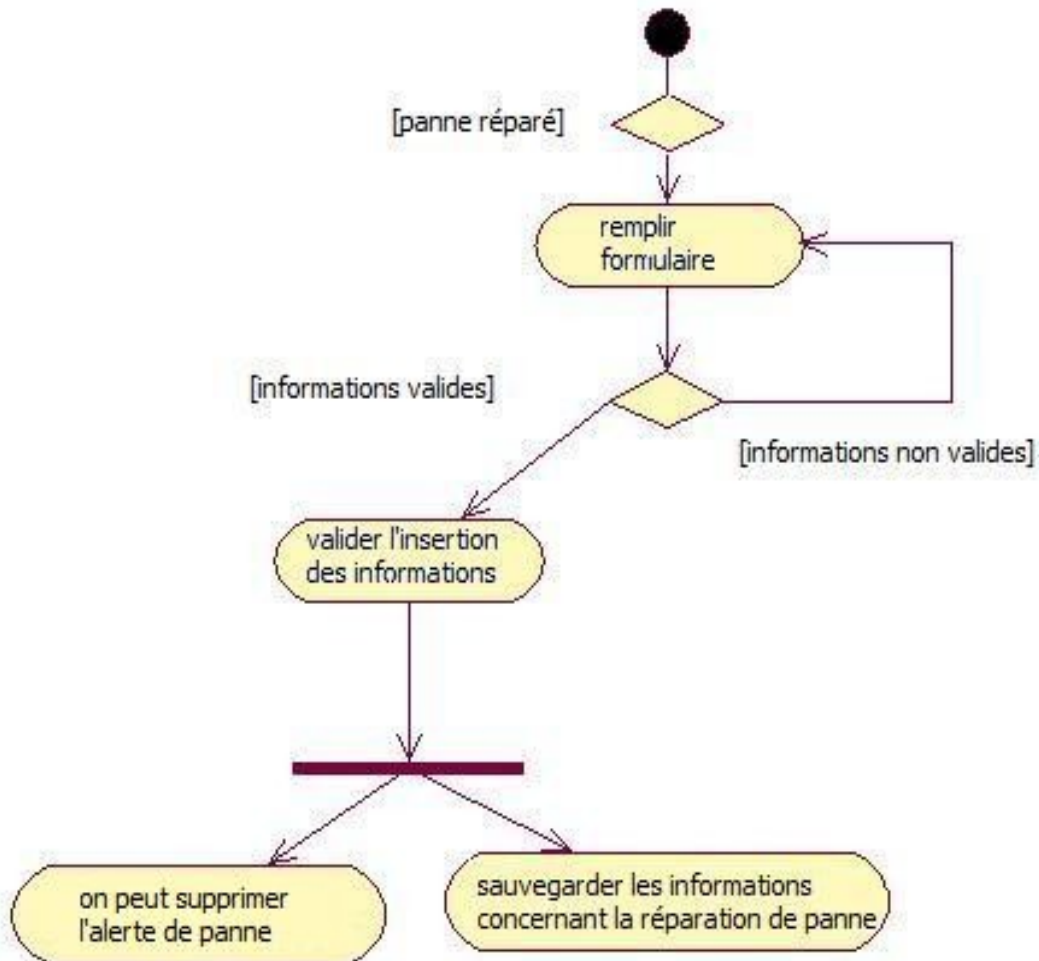 [panne réparé]
remplir
formulaire
[informations valides]
[informations non valides]
valider l'insertion
des informations
on peut supprimer
l'alerte de panne
sauvegarder les informations
concernant la réparation de panne